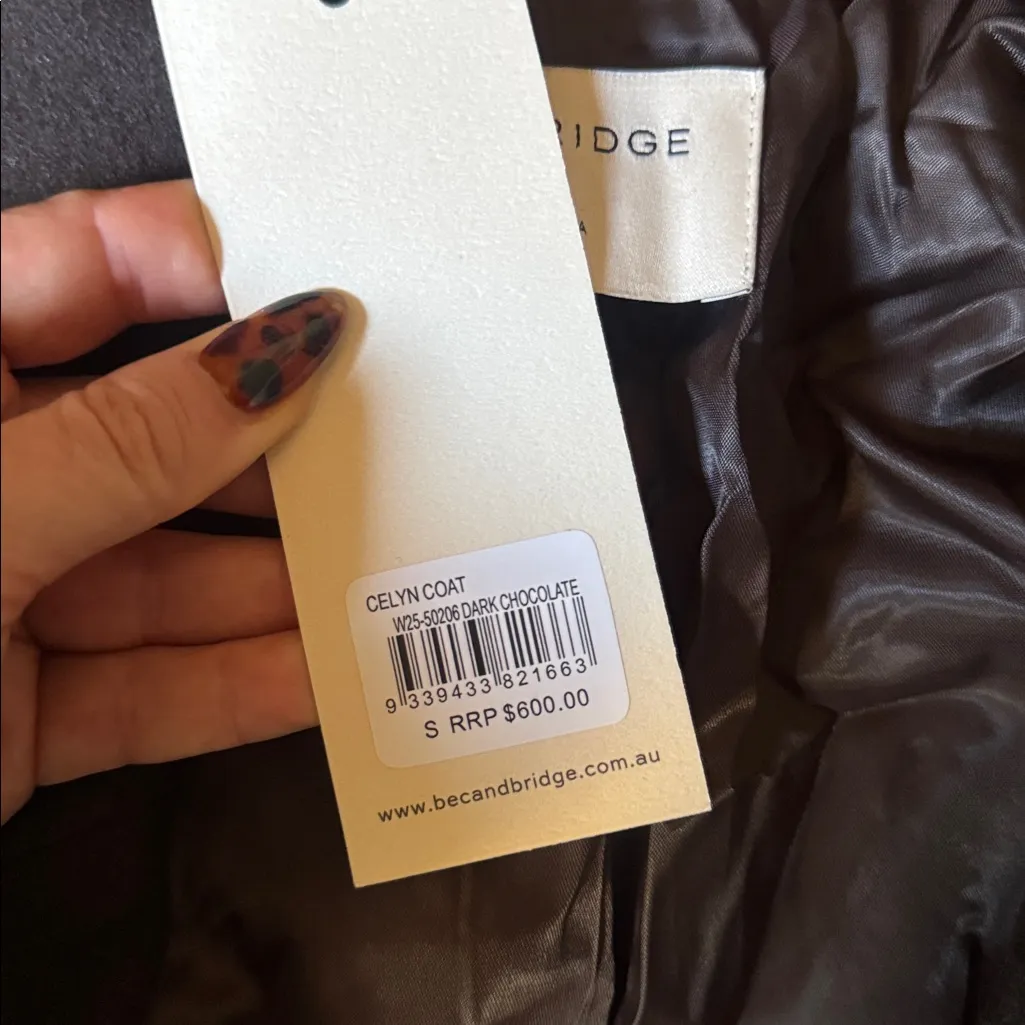 RIDGE
A
CELYN COAT
W25-50206 DARK CHOCOLATE
9 339433 821663
S RRP $600.00
www.becandbridge.com.au